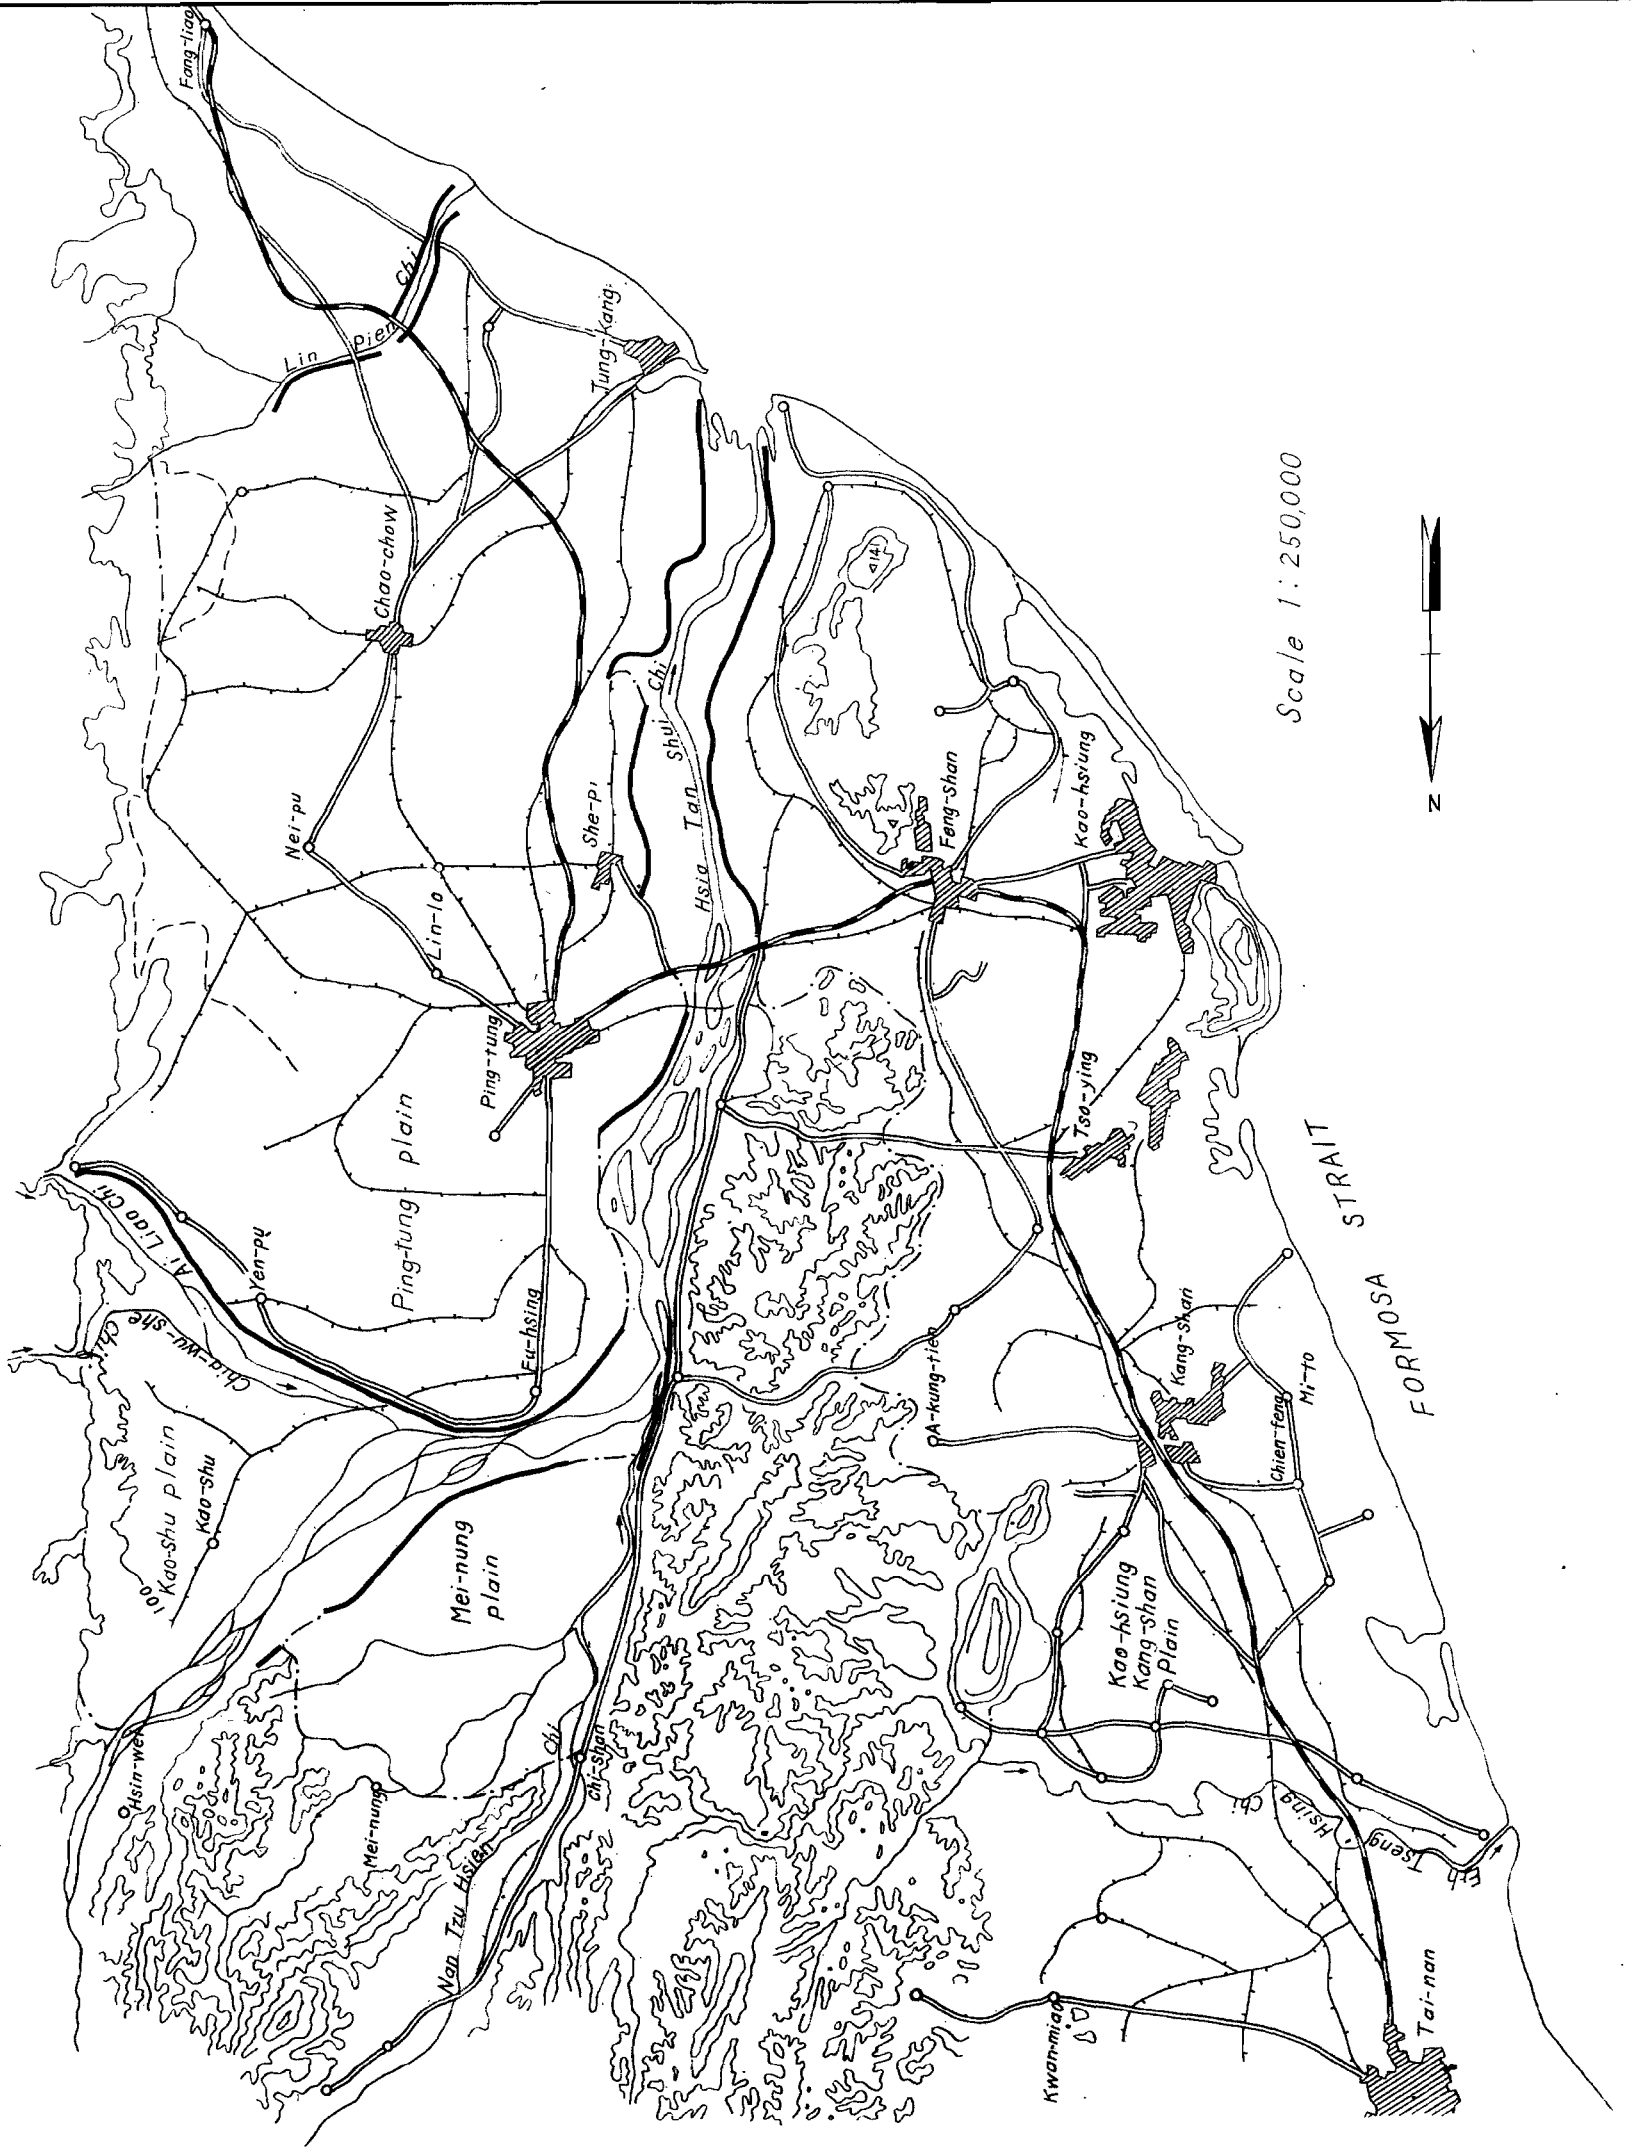 Fang-liao
Lin Pien Chi
Tung-Kang
Chao-chow
141
Nei-pu
She-pi
Hsia Tan Shui Chi
Lin-lo
Feng-shan
Kao-hsiung
Scale 1 : 250,000
N
Ping-tung
Ping-tung plain
Tso-ying
Ai Liao Chi
Yen-pu
Fu-hsing
Chia-wu-she Chi
A-kung-tien
Kang-shan
Mi-to
Chien-feng
FORMOSA STRAIT
Kao-shu plain
Kao-shu
100
Mei-nung
plain
Kao-hsiung
Kang-shan
Plain
Hsin-wei
Mei-nung
Chi-shan
Nan Tzu Hsien Chi
Erh Tseng Hsing Chi
Kwan-miao
Tai-nan